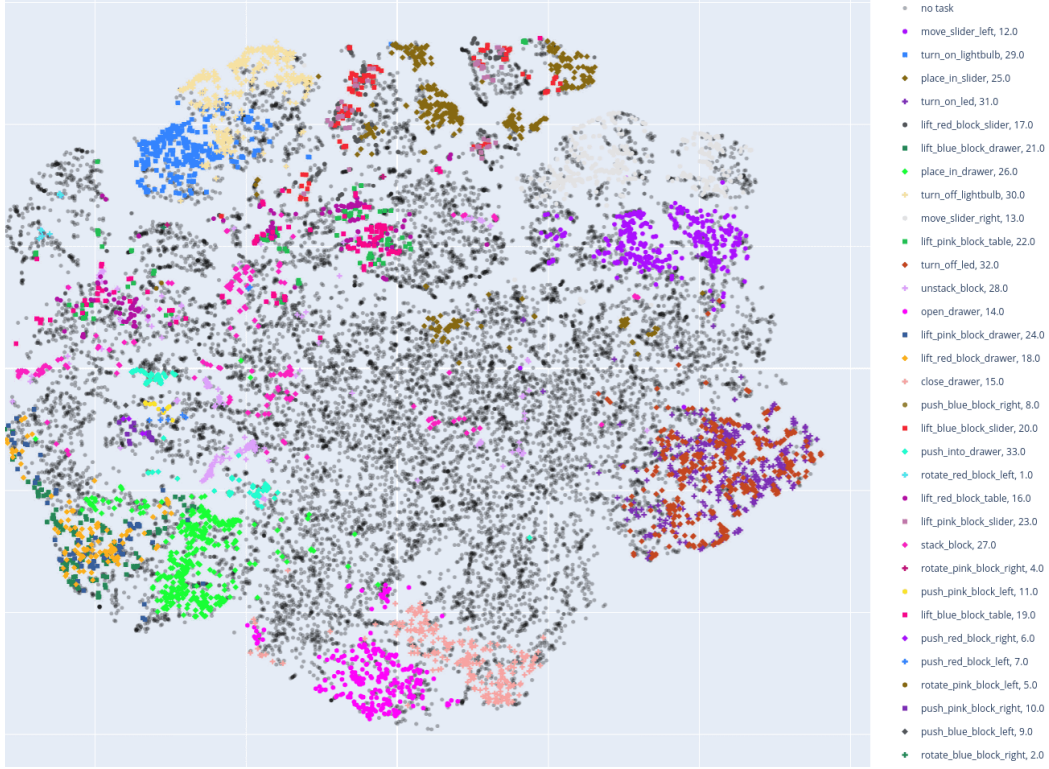 no task
move_slider_left, 12.0
turn_on_lightbulb, 29.0
place_in_slider, 25.0
turn_on_led, 31.0
lift_red_block_slider, 17.0
lift_blue_block_drawer, 21.0
place_in_drawer, 26.0
turn_off_lightbulb, 30.0
move_slider_right, 13.0
lift_pink_block_table, 22.0
turn_off_led, 32.0
unstack_block, 28.0
open_drawer, 14.0
lift_pink_block_drawer, 24.0
lift_red_block_drawer, 18.0
close_drawer, 15.0
push_blue_block_right, 8.0
lift_blue_block_slider, 20.0
push_into_drawer, 33.0
rotate_red_block_left, 1.0
lift_red_block_table, 16.0
lift_pink_block_slider, 23.0
stack_block, 27.0
rotate_pink_block_right, 4.0
push_pink_block_left, 11.0
lift_blue_block_table, 19.0
push_red_block_right, 6.0
push_red_block_left, 7.0
rotate_pink_block_left, 5.0
push_pink_block_right, 10.0
push_blue_block_left, 9.0
rotate_blue_block_right, 2.0